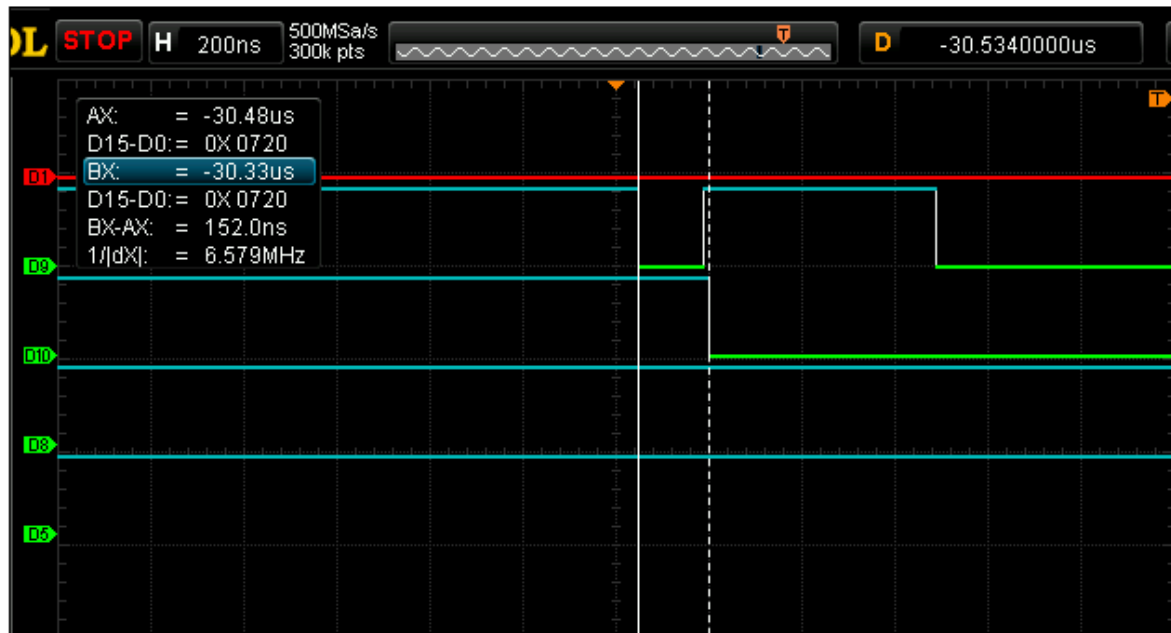 OL STOP H 200ns 500MSa/s
300k pts T D -30.5340000us
T
AX: = -30.48us
D15-D0: = 0X 0720
BX: = -30.33us
D15-D0: = 0X 0720
BX-AX: = 152.0ns
1/|dX|: = 6.579MHz
D1
D9
D10
D8
D5